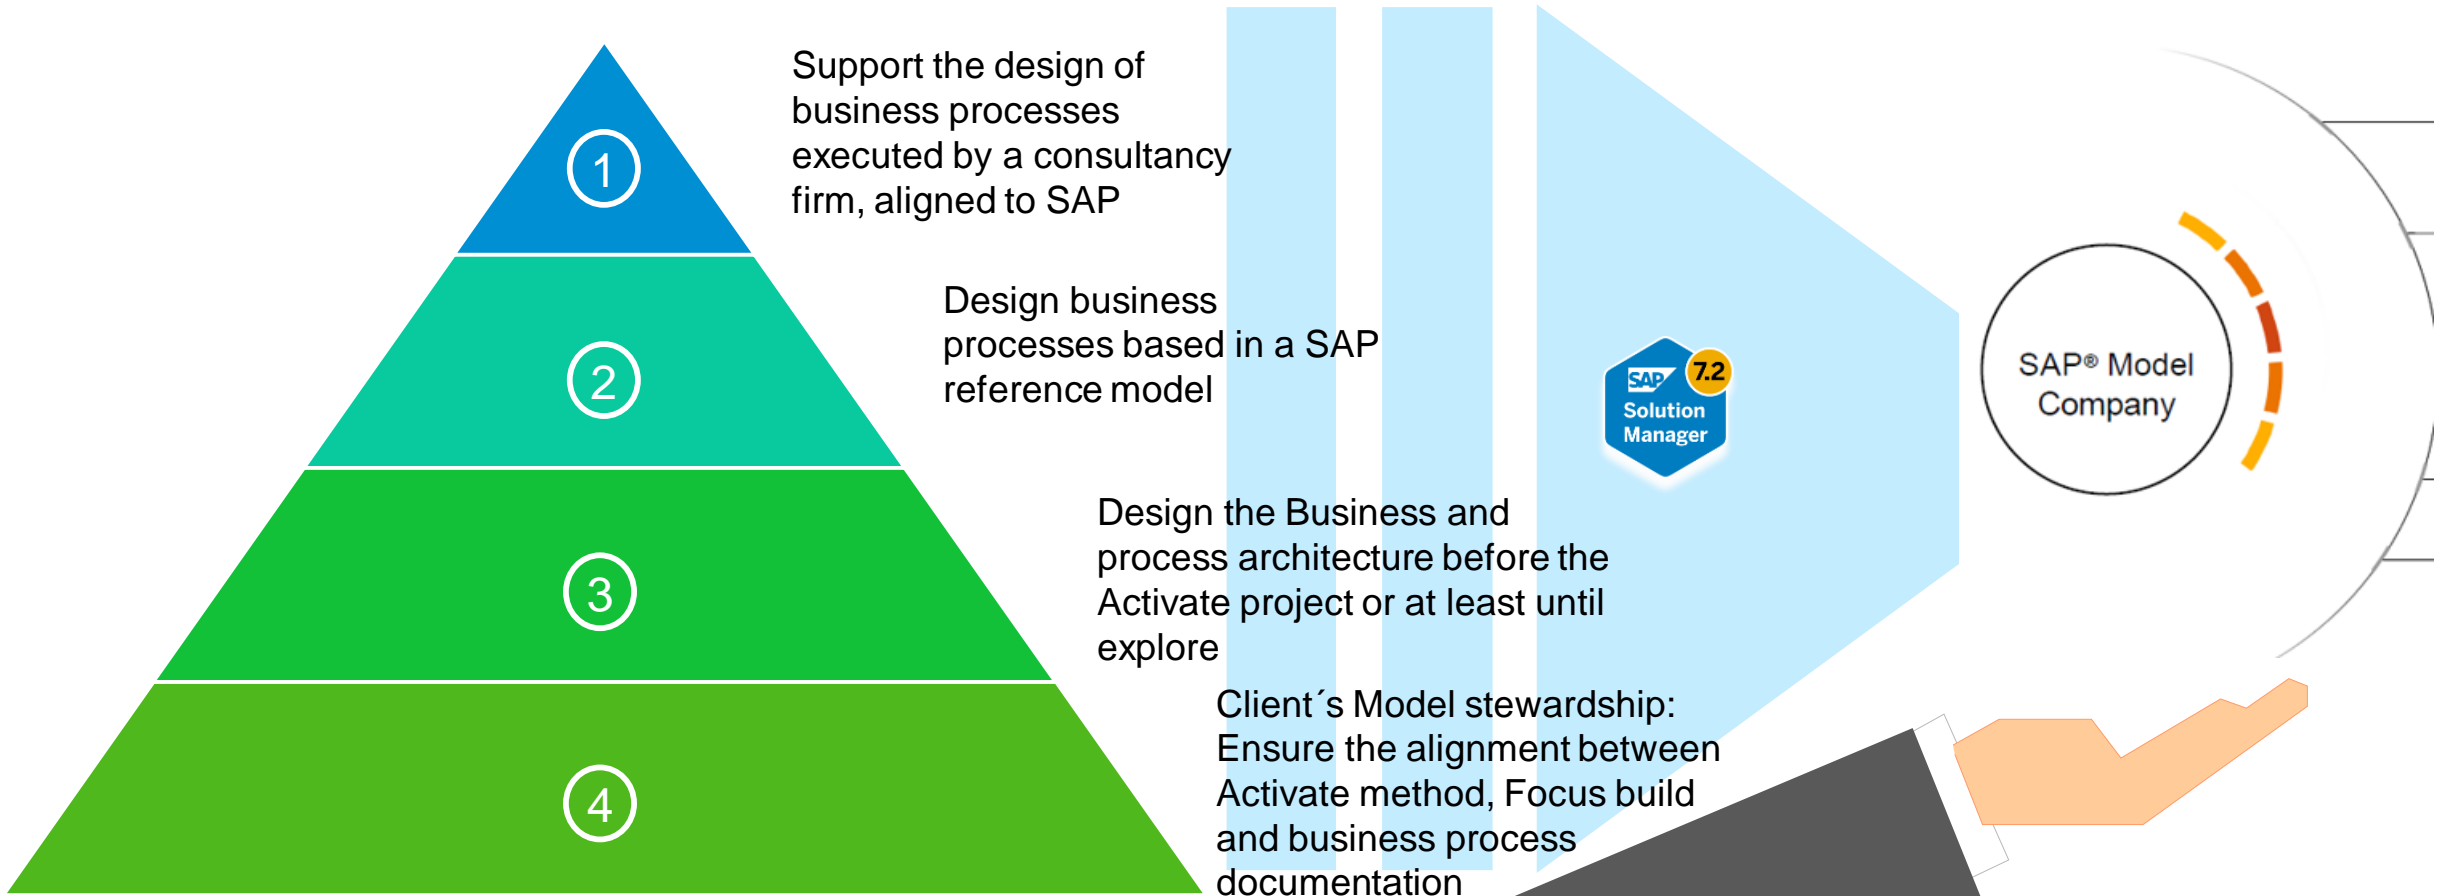 1
Support the design of
business processes
executed by a consultancy
firm, aligned to SAP
2
Design business
processes based in a SAP
reference model
3
Design the Business and
process architecture before the
Activate project or at least until
explore
4
Client´s Model stewardship:
Ensure the alignment between
Activate method, Focus build
and business process
documentation
SAP 7.2
Solution
Manager
SAP® Model
Company